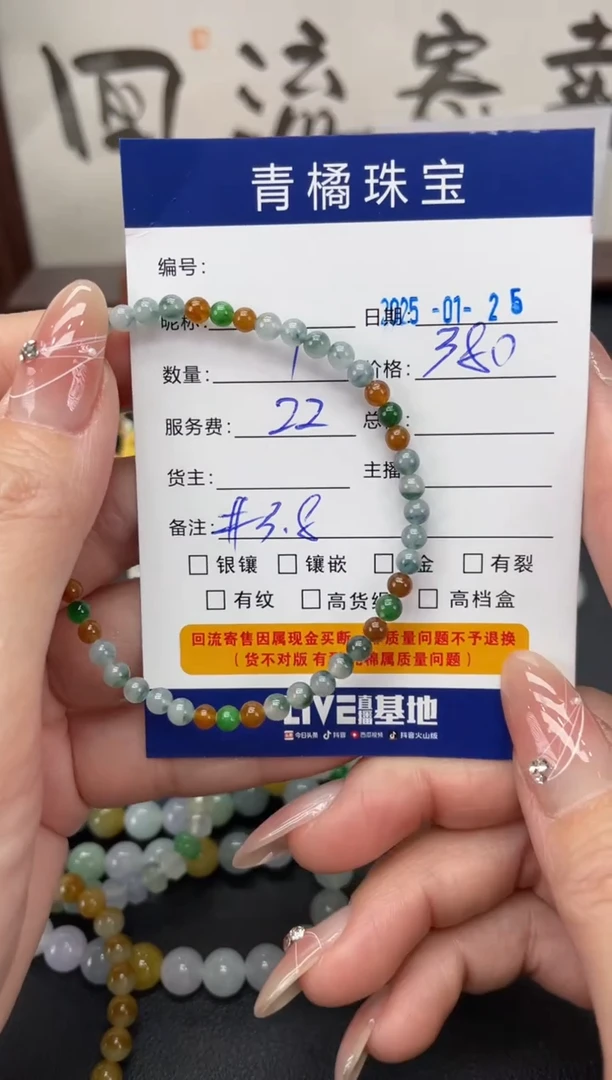 回流寄卖
青橘珠宝
编号:
昵称: 日期: 2025-01-25
数量: 1 价格: 380
服务费: 22 总
货主: 主播
备注: #3.8
□ 银镶 □ 镶嵌 □ 金 □ 有裂
□ 有纹 □ 高货 □ 高档盒
回流寄售因属现金买断 质量问题不予退换
(货不对版 有 棉属质量问题)
LIVE直播基地
今日头条 抖音 西瓜视频 抖音火山版